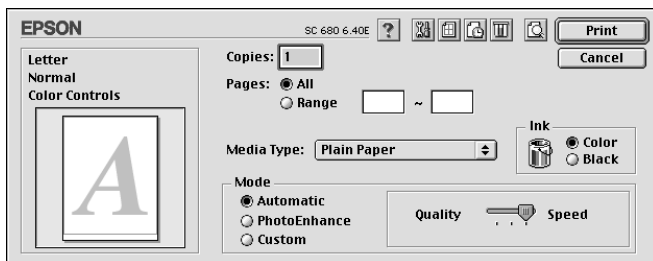 EPSON
SC 680 6.40E
?
Print
Cancel
Letter
Normal
Color Controls
A
Copies: 1
Pages: All
Range ~
Media Type: Plain Paper
Ink
Color
Black
Mode
Automatic
PhotoEnhance
Custom
Quality Speed